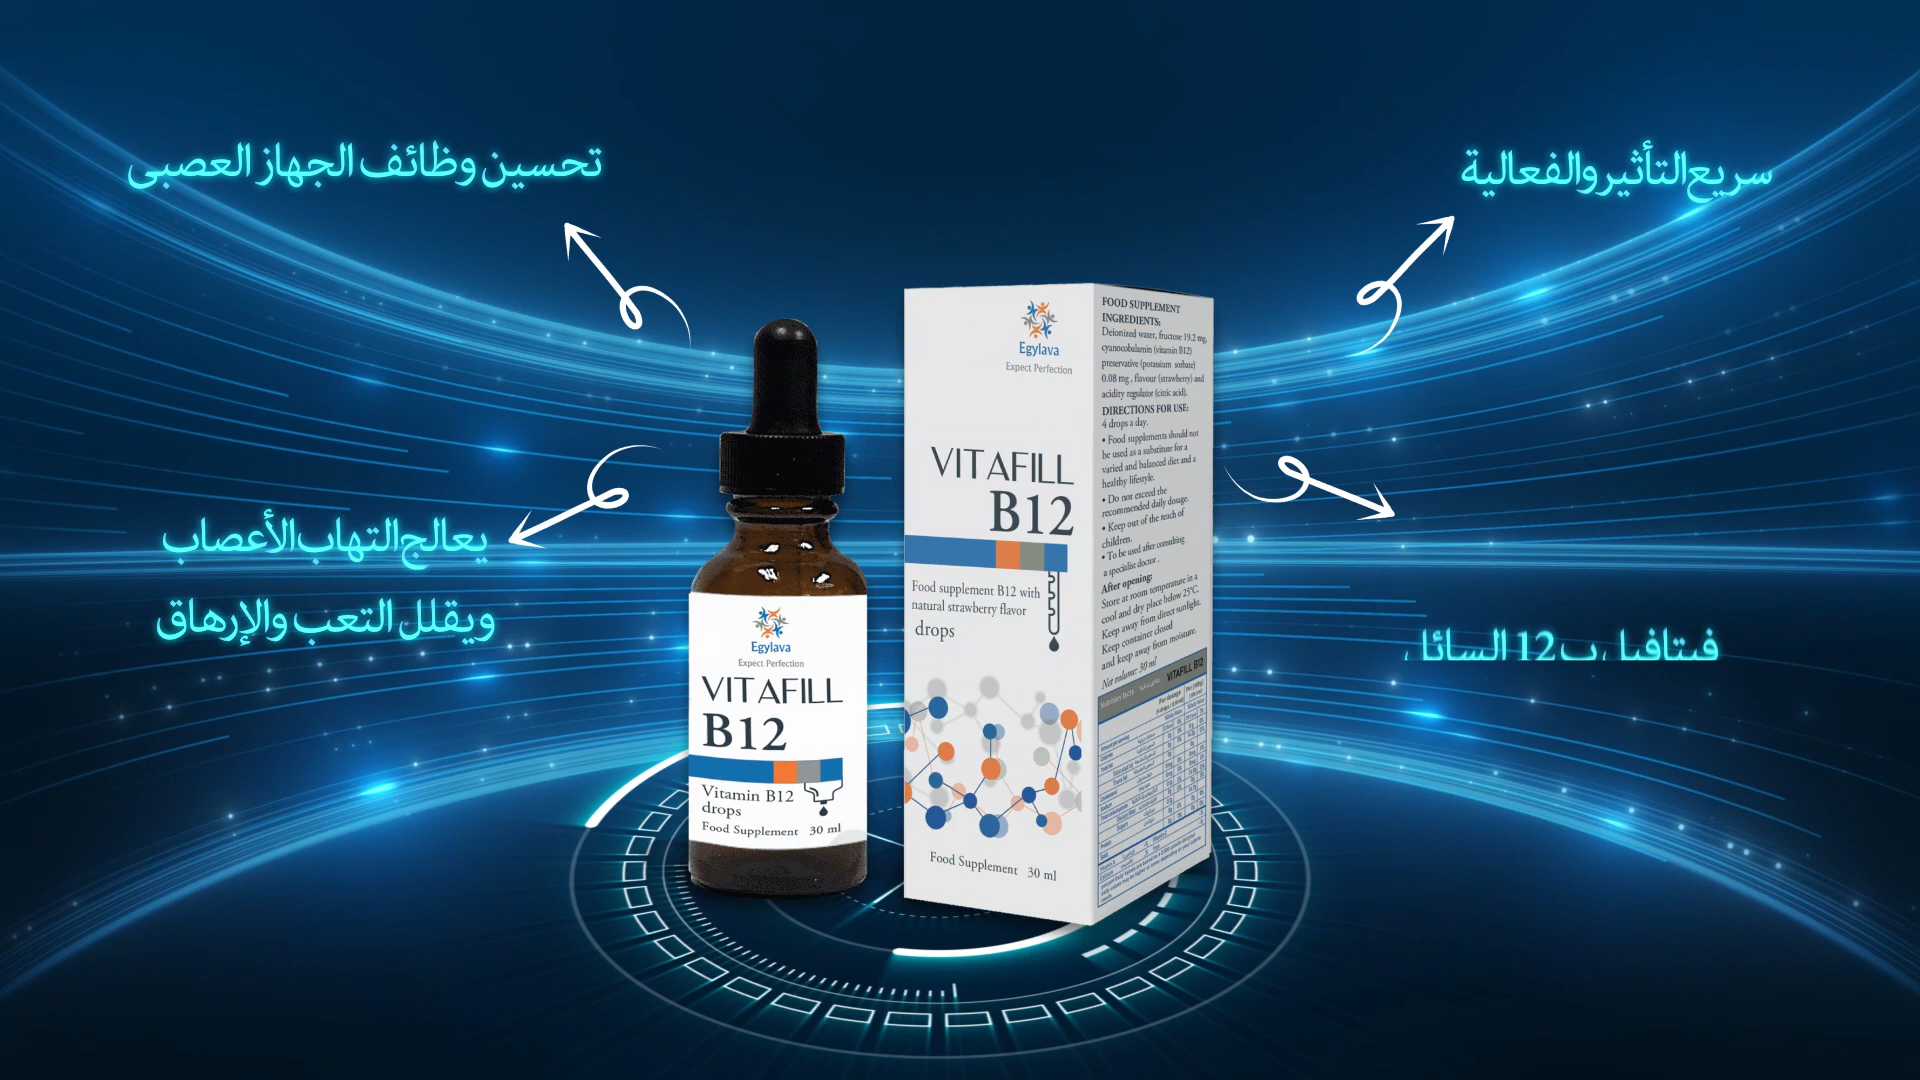 تحسين وظائف الجهاز العصبى
سريع التأثير والفعالية
يعالج التهاب الأعصاب
ويقلل التعب والإرهاق
فيتافيل ب12 السائل
Egylava
Expect Perfection
VITAFILL
B12
Vitamin B12
drops
Food Supplement 30 ml
Egylava
Expect Perfection
VITAFILL
B12
Food supplement B12 with
natural strawberry flavor
drops
Food Supplement 30 ml
FOOD SUPPLEMENT
INGREDIENTS:
Deionized water, fructose 19.2 mg,
cyanocobalamin (vitamin B12)
preservative (potassium sorbate)
0.08 mg , flavour (strawberry) and
acidity regulator (citric acid).
DIRECTIONS FOR USE:
4 drops a day.
• Food supplements should not
be used as a substitute for a
varied and balanced diet and a
healthy lifestyle.
• Do not exceed the
recommended daily dosage.
• Keep out of the reach of
children.
• To be used after consulting
a specialist doctor .
After opening:
Store at room temperature in a
cool and dry place below 25°C.
Keep away from direct sunlight.
Keep container closed
and keep away from moisture.
Net volume: 30 ml
Nutrition facts VITAFILL B12